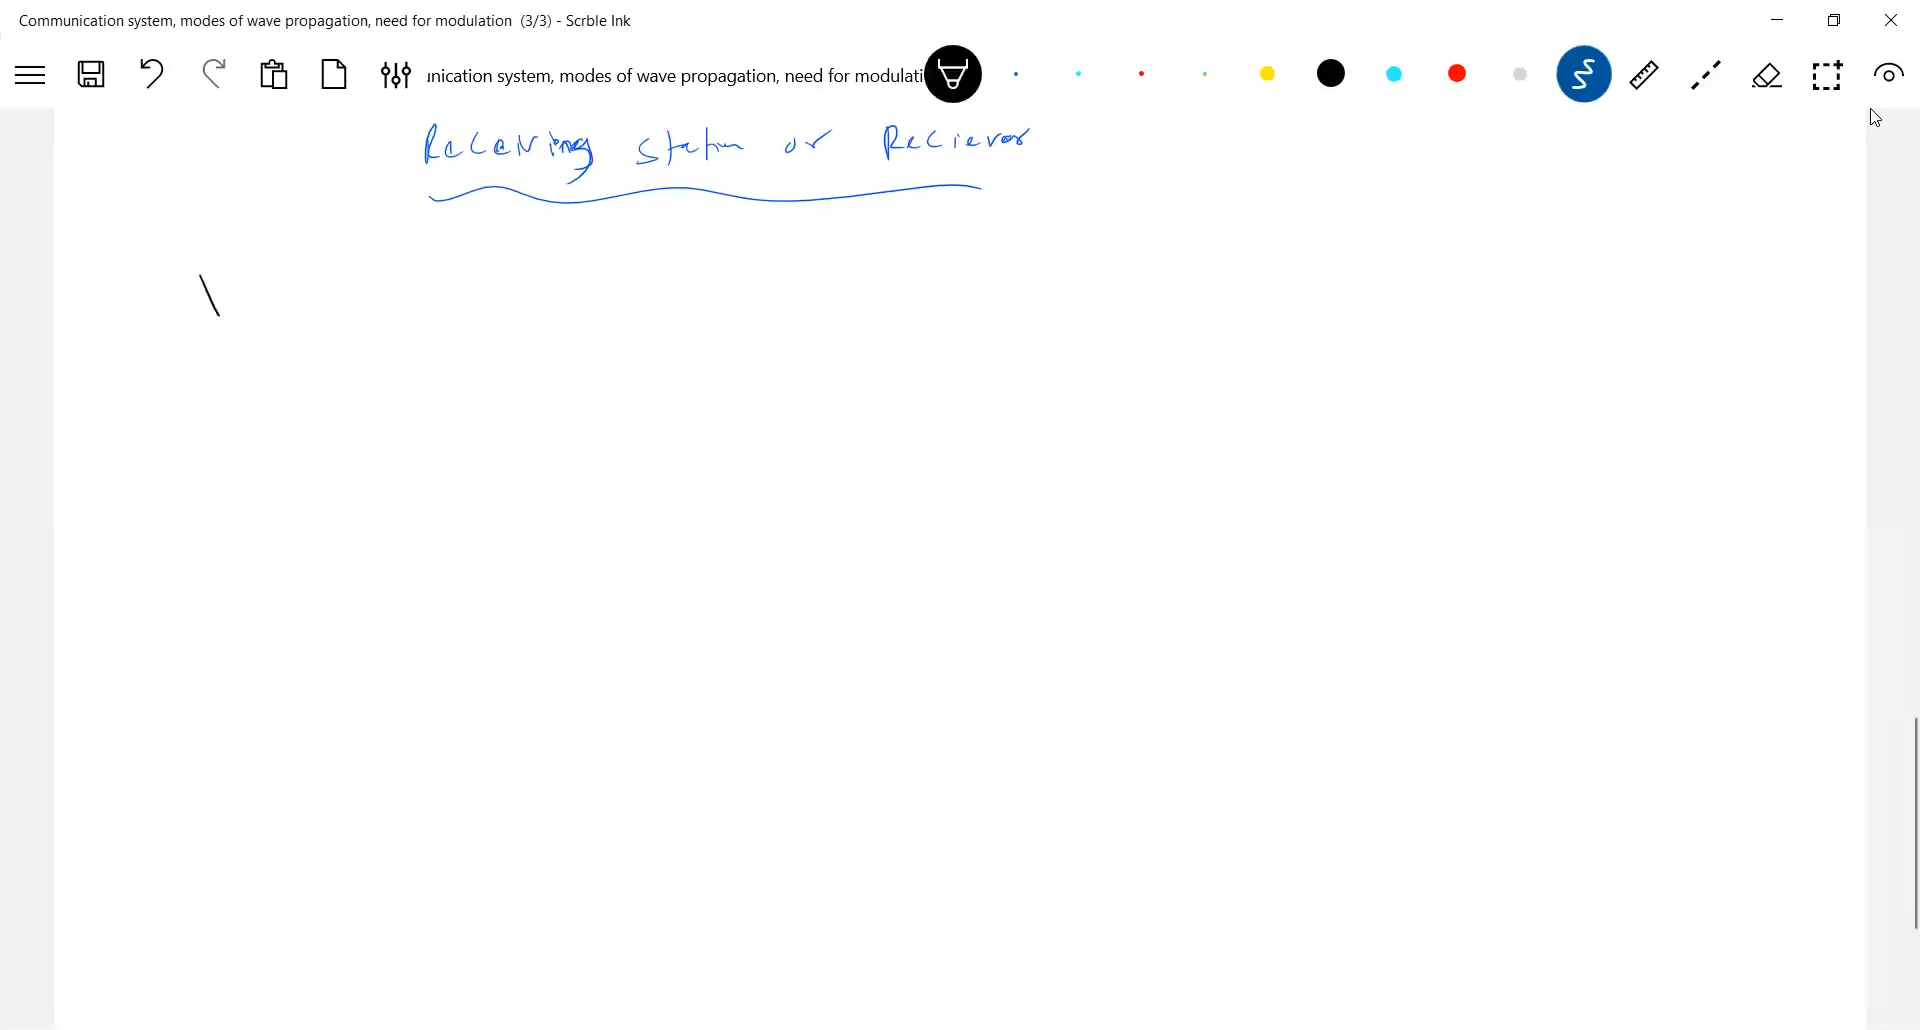 Communication system, modes of wave propagation, need for modulation (3/3) - Scrble Ink
unication system, modes of wave propagation, need for modulati
Receiving station or Reciever